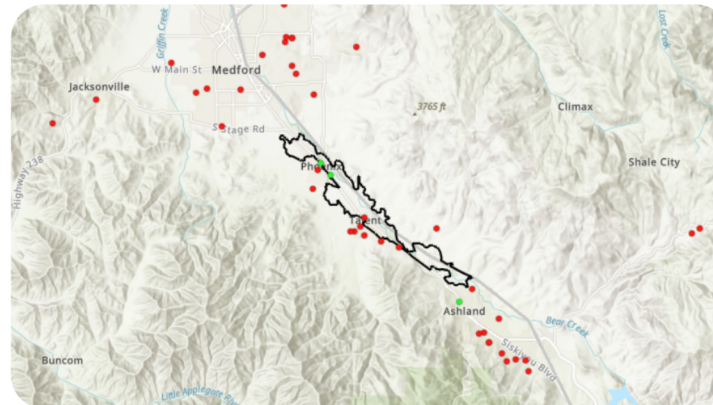 Griffin Creek
Lost Creek
W Main St
Medford
Jacksonville
3765 ft
Climax
S Stage Rd
Shale City
Phoenix
Highway 238
Talent
Ashland
Bear Creek
Siskiyou Blvd
Buncom
Little Applegate